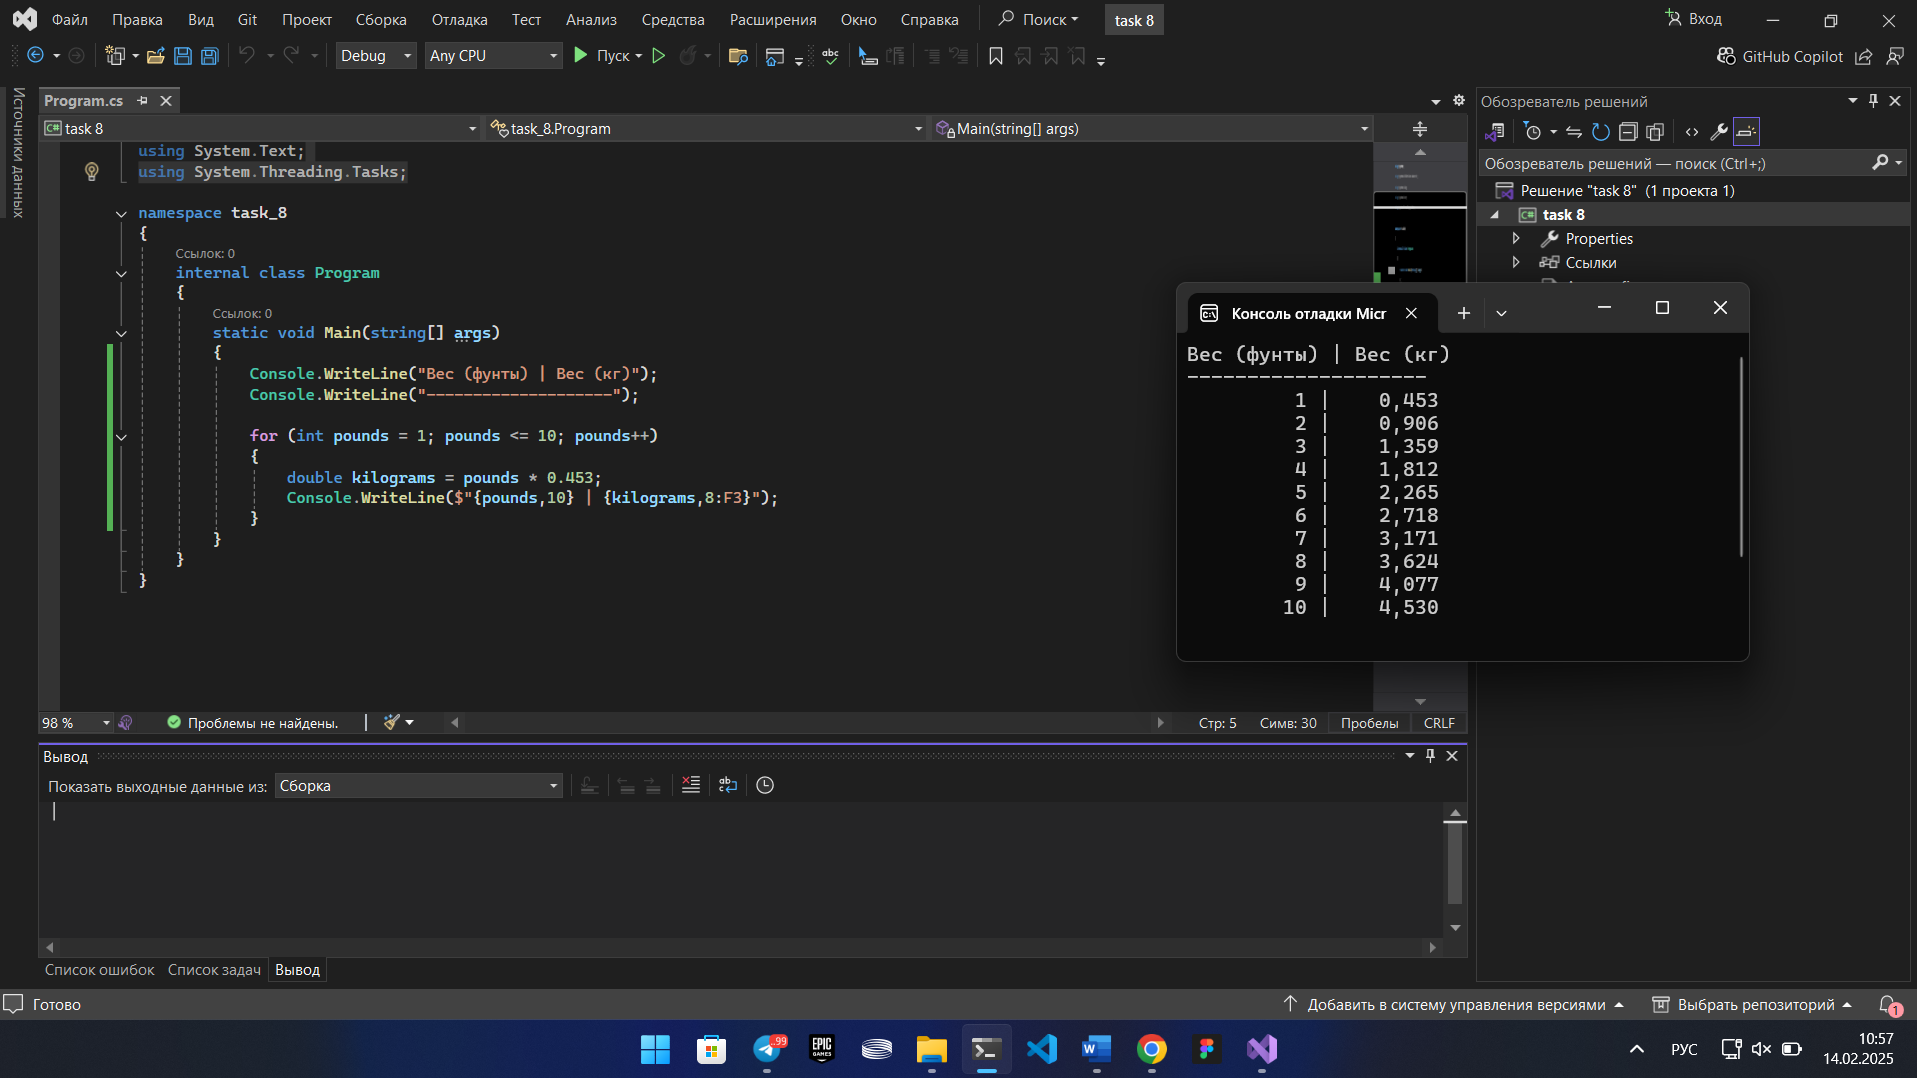 Файл Правка Вид Git Проект Сборка Отладка Тест Анализ Средства Расширения Окно Справка Поиск task 8 Вход
Debug Any CPU Пуск GitHub Copilot
Источники данных
Program.cs
task 8 task_8.Program Main(string[] args)
using System.Text;
using System.Threading.Tasks;
namespace task_8
{
Ссылок: 0
internal class Program
{
Ссылок: 0
static void Main(string[] args)
{
Console.WriteLine("Вес (фунты) | Вес (кг)");
Console.WriteLine("--------------------");
for (int pounds = 1; pounds <= 10; pounds++)
{
double kilograms = pounds * 0.453;
Console.WriteLine($"{pounds,10} | {kilograms,8:F3}");
}
}
}
}
98 % Проблемы не найдены. Стр: 5 Симв: 30 Пробелы CRLF
Обозреватель решений
Обозреватель решений — поиск (Ctrl+;)
Решение "task 8" (1 проекта 1)
task 8
Properties
Ссылки
Консоль отладки Micr
Вес (фунты) | Вес (кг)
--------------------
1 | 0,453
2 | 0,906
3 | 1,359
4 | 1,812
5 | 2,265
6 | 2,718
7 | 3,171
8 | 3,624
9 | 4,077
10 | 4,530
Вывод
Показать выходные данные из: Сборка
Список ошибок Список задач Вывод
Готово Добавить в систему управления версиями Выбрать репозиторий 1
..99 EPIC GAMES РУС 10:57
14.02.2025